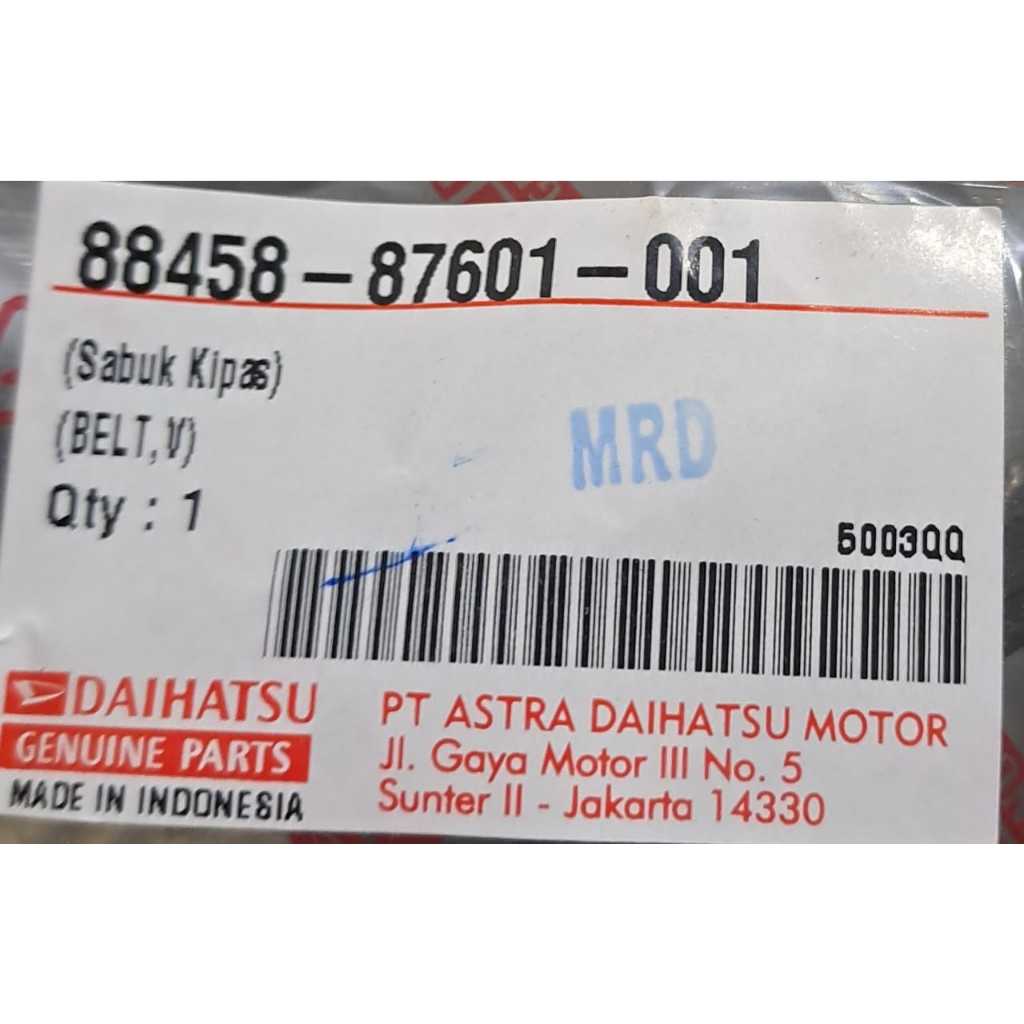 88458-87601-001
(Sabuk Kipas)
(BELT,V)
MRD
Qty : 1
5003QQ
DAIHATSU
GENUINE PARTS
MADE IN INDONESIA
PT ASTRA DAIHATSU MOTOR
Jl. Gaya Motor III No. 5
Sunter II - Jakarta 14330